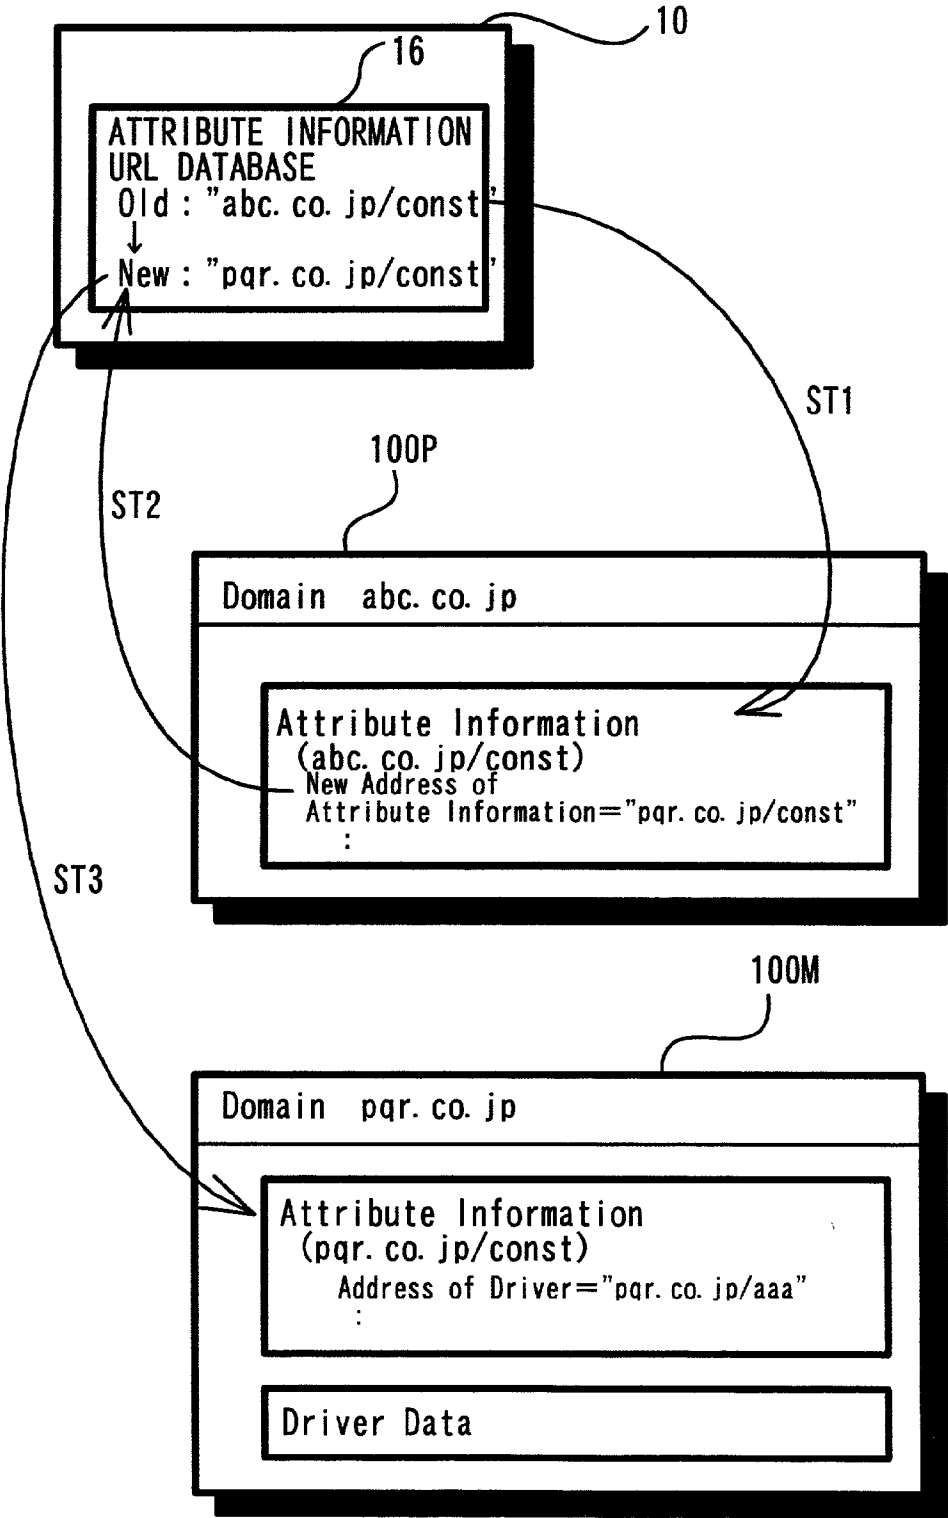 10
16
ATTRIBUTE INFORMATION
URL DATABASE
Old : "abc. co. jp/const"
↓
New : "pqr. co. jp/const"
ST1
100P
ST2
Domain abc. co. jp
Attribute Information
(abc. co. jp/const)
New Address of
Attribute Information="pqr. co. jp/const"
:
ST3
100M
Domain pqr. co. jp
Attribute Information
(pqr. co. jp/const)
Address of Driver="pqr. co. jp/aaa"
:
Driver Data